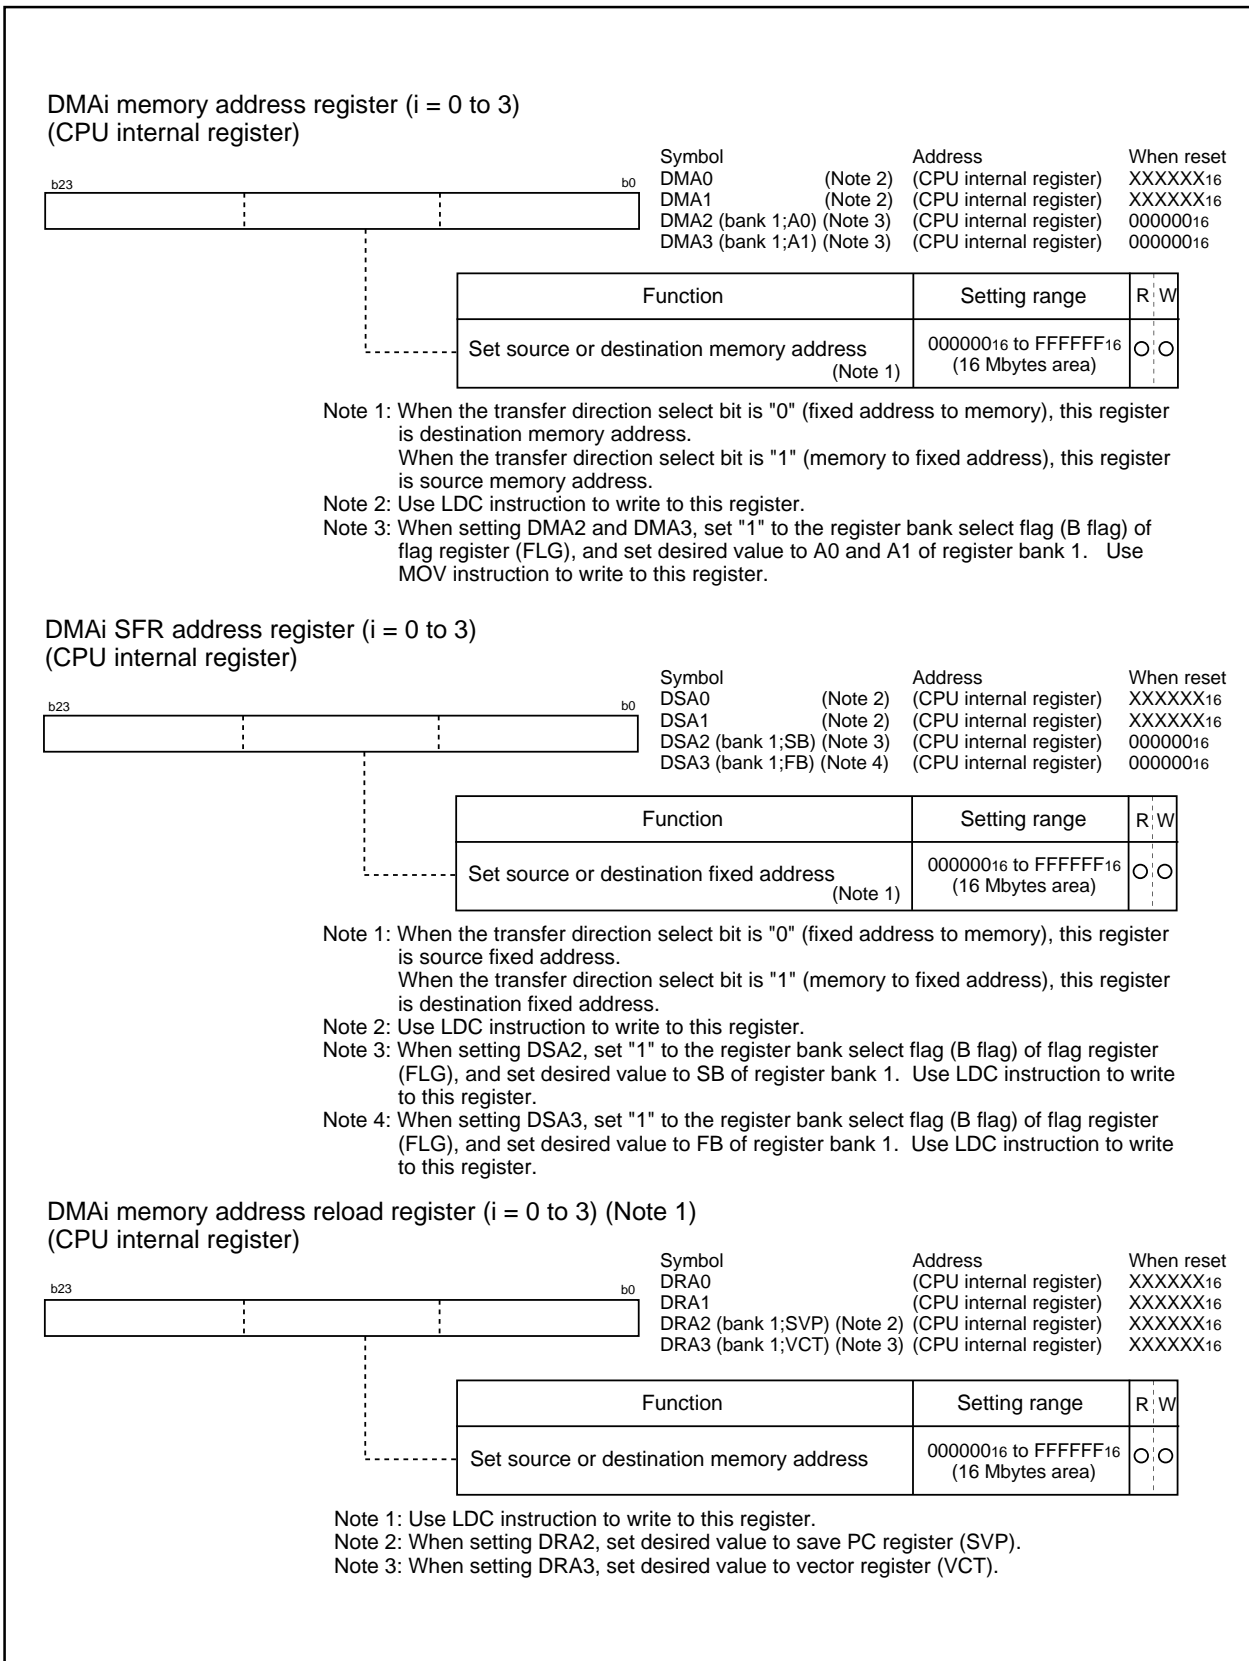 DMAi memory address register (i = 0 to 3)
(CPU internal register)
Symbol Address When reset
DMA0 (Note 2) (CPU internal register) XXXXXX16
DMA1 (Note 2) (CPU internal register) XXXXXX16
DMA2 (bank 1;A0) (Note 3) (CPU internal register) 00000016
DMA3 (bank 1;A1) (Note 3) (CPU internal register) 00000016
b23 b0
Function Setting range R W
Set source or destination memory address (Note 1) 00000016 to FFFFFF16 (16 Mbytes area) ○ ○
Note 1: When the transfer direction select bit is "0" (fixed address to memory), this register
is destination memory address.
When the transfer direction select bit is "1" (memory to fixed address), this register
is source memory address.
Note 2: Use LDC instruction to write to this register.
Note 3: When setting DMA2 and DMA3, set "1" to the register bank select flag (B flag) of
flag register (FLG), and set desired value to A0 and A1 of register bank 1. Use
MOV instruction to write to this register.
DMAi SFR address register (i = 0 to 3)
(CPU internal register)
Symbol Address When reset
DSA0 (Note 2) (CPU internal register) XXXXXX16
DSA1 (Note 2) (CPU internal register) XXXXXX16
DSA2 (bank 1;SB) (Note 3) (CPU internal register) 00000016
DSA3 (bank 1;FB) (Note 4) (CPU internal register) 00000016
b23 b0
Function Setting range R W
Set source or destination fixed address (Note 1) 00000016 to FFFFFF16 (16 Mbytes area) ○ ○
Note 1: When the transfer direction select bit is "0" (fixed address to memory), this register
is source fixed address.
When the transfer direction select bit is "1" (memory to fixed address), this register
is destination fixed address.
Note 2: Use LDC instruction to write to this register.
Note 3: When setting DSA2, set "1" to the register bank select flag (B flag) of flag register
(FLG), and set desired value to SB of register bank 1. Use LDC instruction to write
to this register.
Note 4: When setting DSA3, set "1" to the register bank select flag (B flag) of flag register
(FLG), and set desired value to FB of register bank 1. Use LDC instruction to write
to this register.
DMAi memory address reload register (i = 0 to 3) (Note 1)
(CPU internal register)
Symbol Address When reset
DRA0 (CPU internal register) XXXXXX16
DRA1 (CPU internal register) XXXXXX16
DRA2 (bank 1;SVP) (Note 2) (CPU internal register) XXXXXX16
DRA3 (bank 1;VCT) (Note 3) (CPU internal register) XXXXXX16
b23 b0
Function Setting range R W
Set source or destination memory address 00000016 to FFFFFF16 (16 Mbytes area) ○ ○
Note 1: Use LDC instruction to write to this register.
Note 2: When setting DRA2, set desired value to save PC register (SVP).
Note 3: When setting DRA3, set desired value to vector register (VCT).